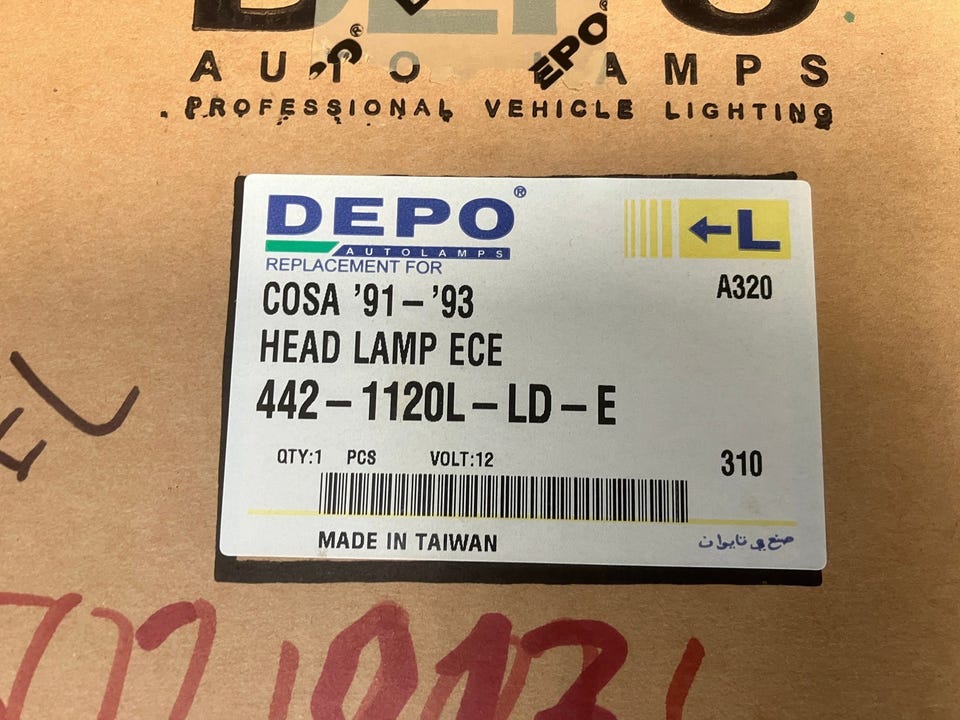 DEPO
AUTO LAMPS
PROFESSIONAL VEHICLE LIGHTING
DEPO®
AUTOLAMPS
←L
REPLACEMENT FOR
A320
COSA '91-'93
HEAD LAMP ECE
442-1120L-LD-E
QTY:1 PCS VOLT:12
310
MADE IN TAIWAN
صنع في تايوان